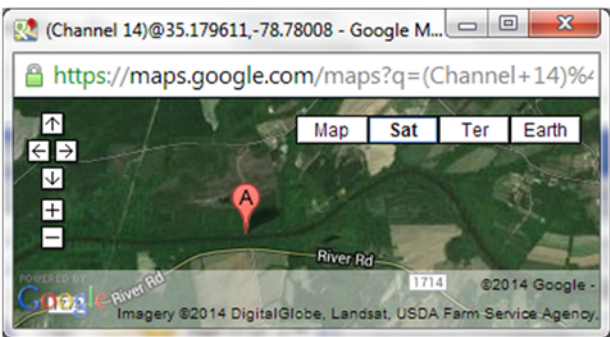 (Channel 14)@35.179611,-78.78008 - Google M...
https://maps.google.com/maps?q=(Channel+14)%4
Map Sat Ter Earth
A
River Rd
POWERED BY
Google
River Rd
1714
©2014 Google -
Imagery ©2014 DigitalGlobe, Landsat, USDA Farm Service Agency,